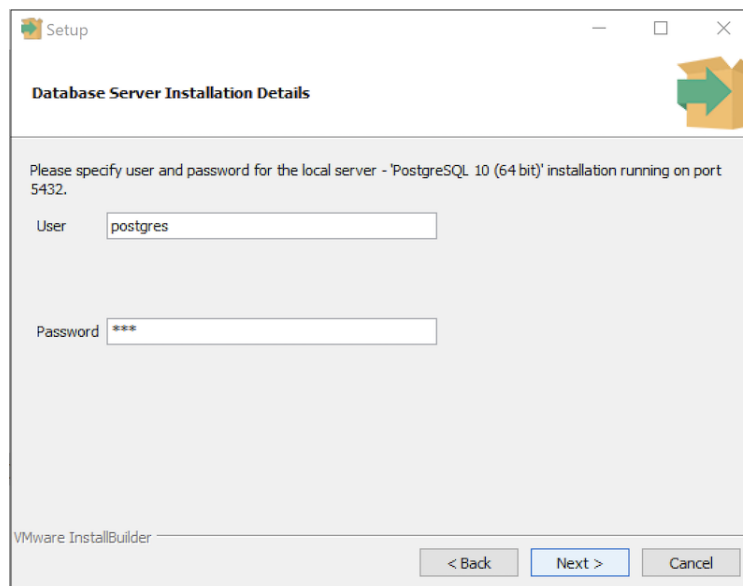 Setup
Database Server Installation Details
Please specify user and password for the local server - 'PostgreSQL 10 (64 bit)' installation running on port
5432.
User postgres
Password ***
VMware InstallBuilder
< Back Next > Cancel